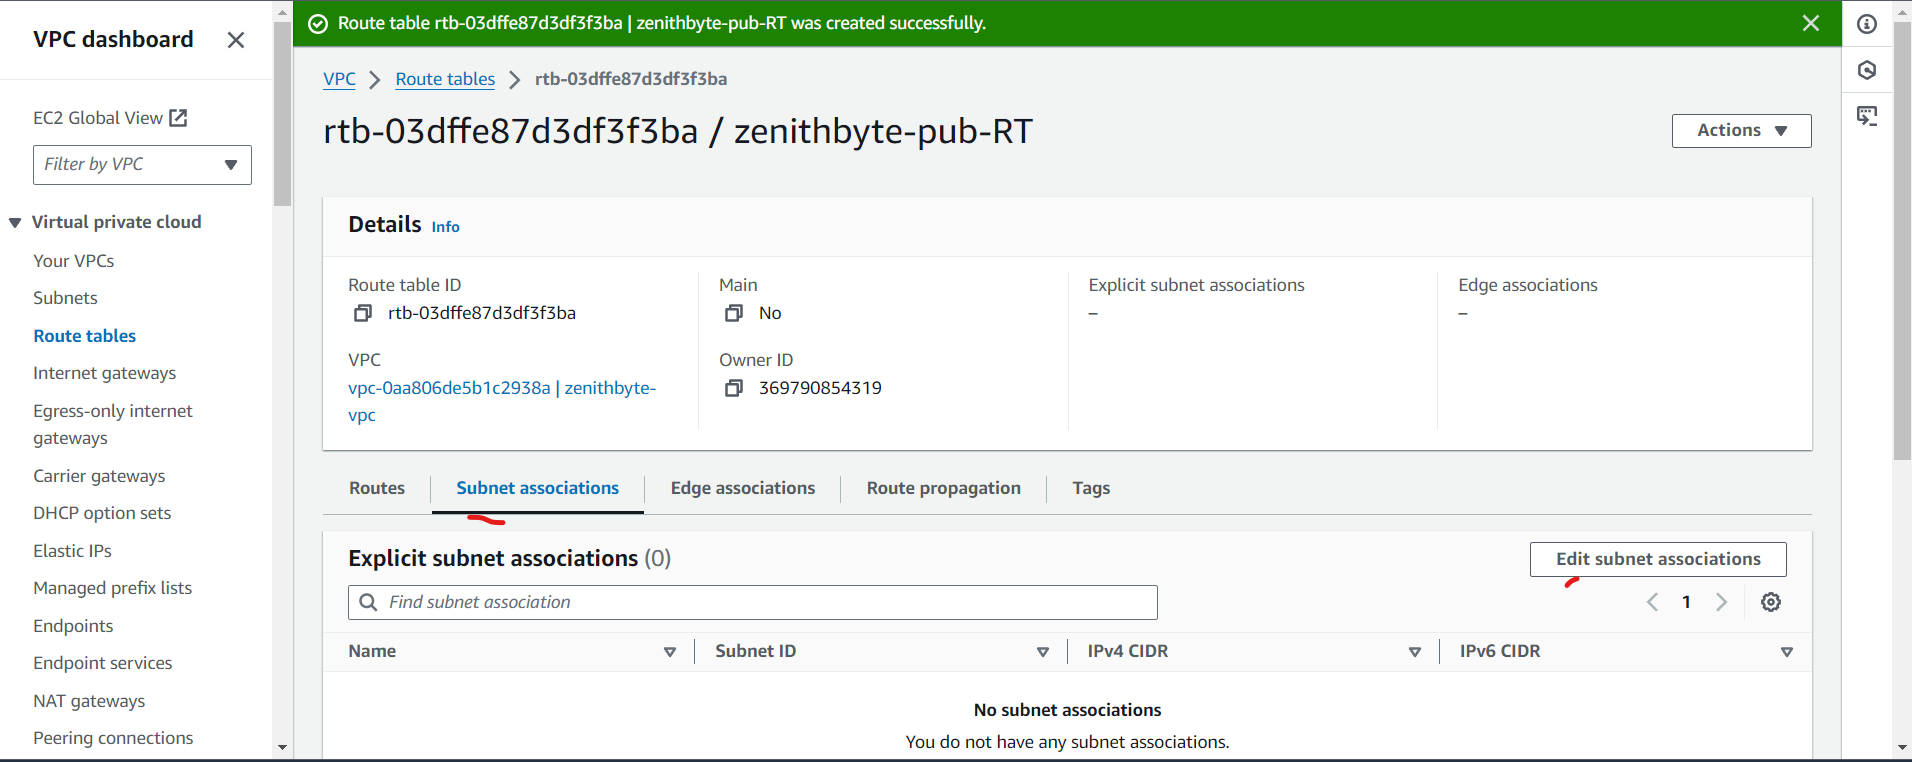 Route table rtb-03dffe87d3df3f3ba | zenithbyte-pub-RT was created successfully.
VPC dashboard
EC2 Global View
Filter by VPC
Virtual private cloud
Your VPCs
Subnets
Route tables
Internet gateways
Egress-only internet
gateways
Carrier gateways
DHCP option sets
Elastic IPs
Managed prefix lists
Endpoints
Endpoint services
NAT gateways
Peering connections
VPC > Route tables > rtb-03dffe87d3df3f3ba
rtb-03dffe87d3df3f3ba / zenithbyte-pub-RT
Actions
Details Info
Route table ID
rtb-03dffe87d3df3f3ba
Main
No
Explicit subnet associations
–
Edge associations
–
VPC
vpc-0aa806de5b1c2938a | zenithbyte-
vpc
Owner ID
369790854319
Routes
Subnet associations
Edge associations
Route propagation
Tags
Explicit subnet associations (0)
Edit subnet associations
Find subnet association
1
Name
Subnet ID
IPv4 CIDR
IPv6 CIDR
No subnet associations
You do not have any subnet associations.